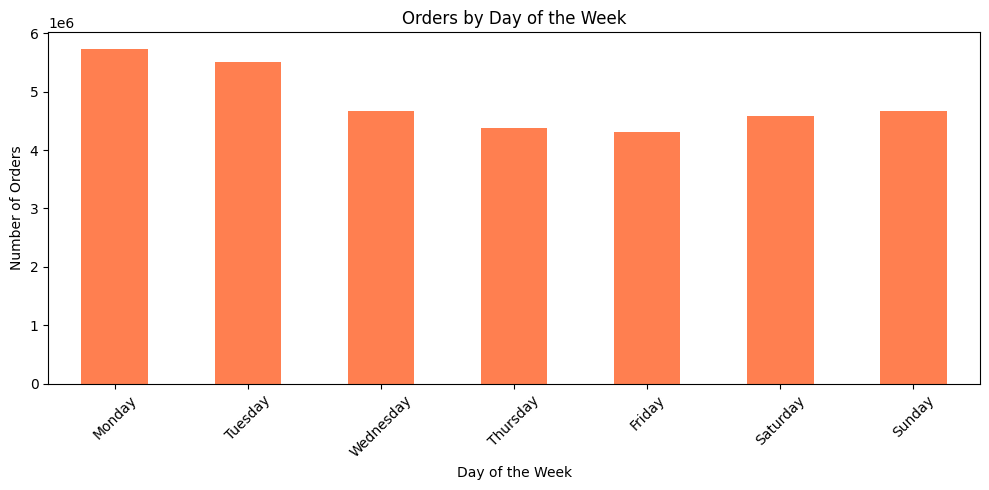 Orders by Day of the Week
1e6
6
5
4
3
2
1
0
Number of Orders
Monday
Tuesday
Wednesday
Thursday
Friday
Saturday
Sunday
Day of the Week